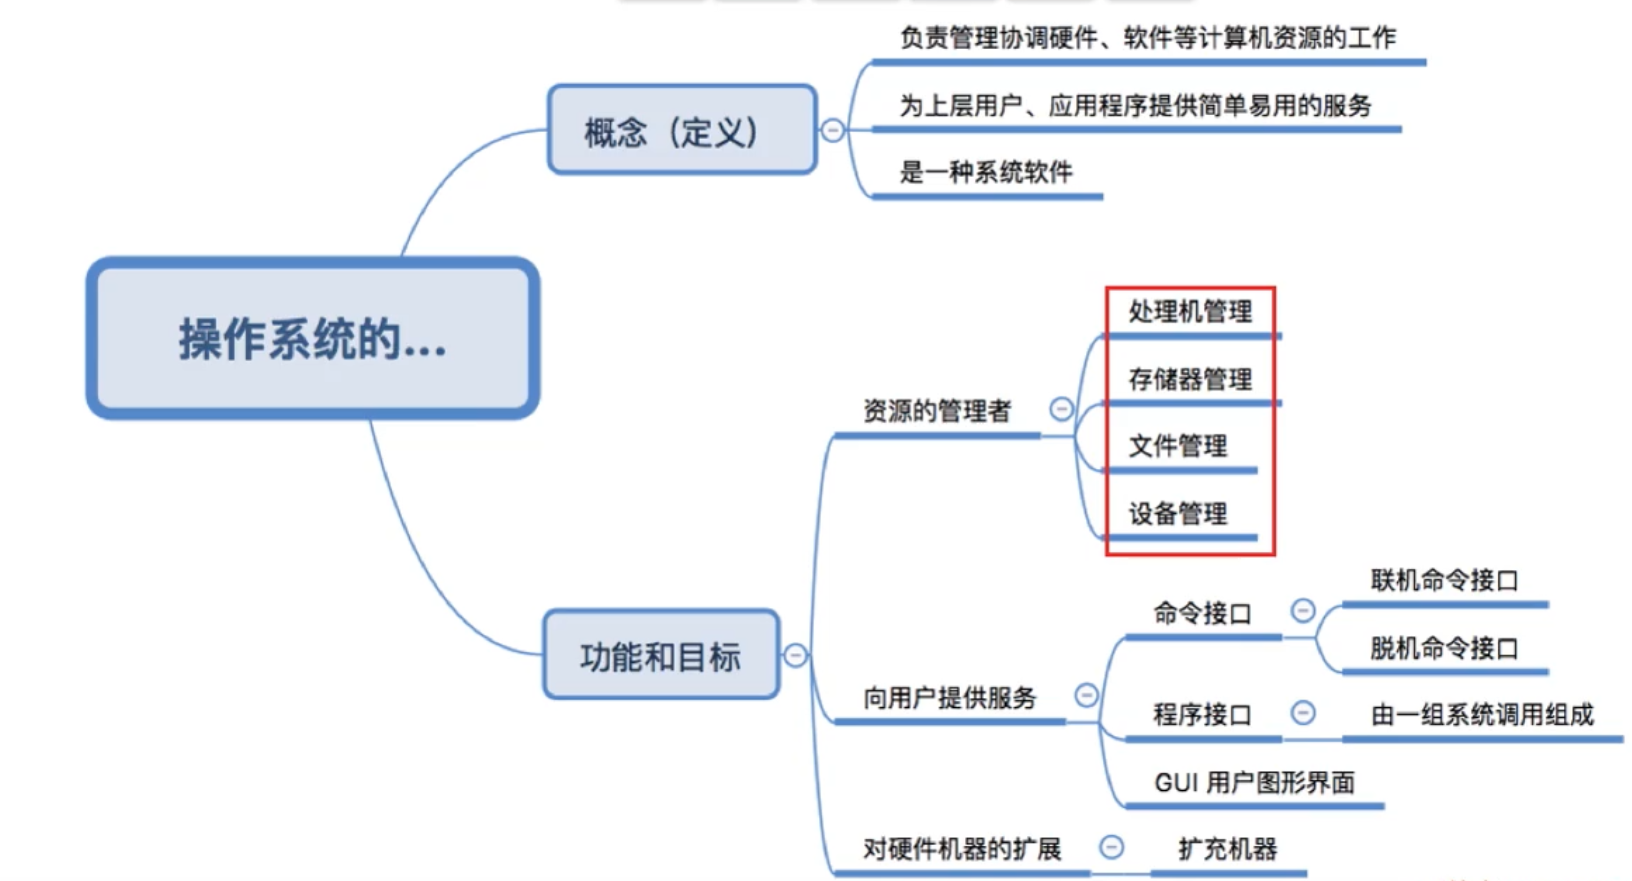 负责管理协调硬件、软件等计算机资源的工作
为上层用户、应用程序提供简单易用的服务
概念（定义）
是一种系统软件
操作系统的...
处理机管理
存储器管理
资源的管理者
文件管理
设备管理
联机命令接口
命令接口
脱机命令接口
功能和目标
向用户提供服务
程序接口
由一组系统调用组成
GUI 用户图形界面
对硬件机器的扩展
扩充机器